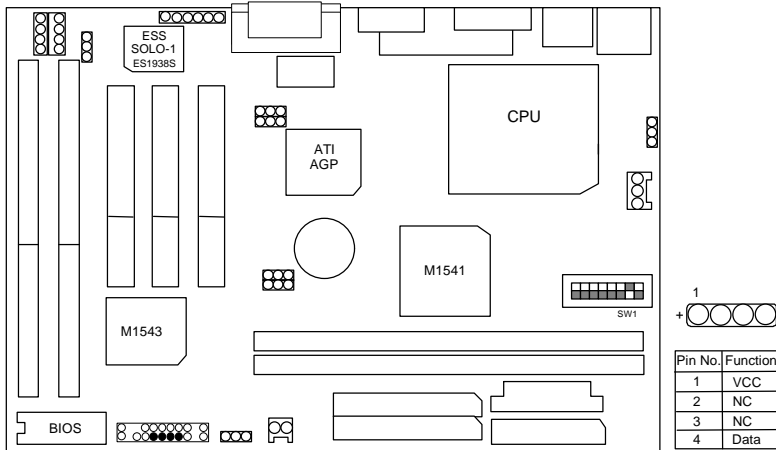 ESS
SOLO-1
ES1938S
CPU
ATI
AGP
M1541
SW1
M1543
BIOS
1
+
Pin No. Function
1 VCC
2 NC
3 NC
4 Data